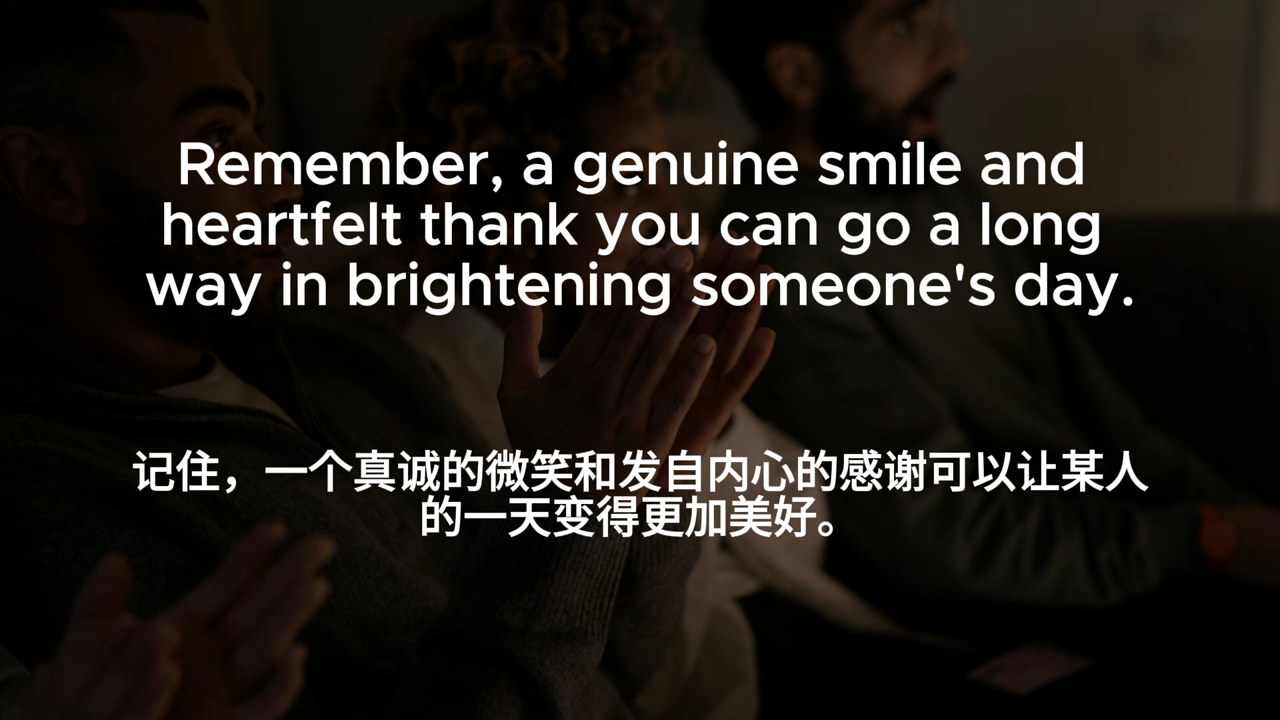 Remember, a genuine smile and
heartfelt thank you can go a long
way in brightening someone's day.
记住，一个真诚的微笑和发自内心的感谢可以让某人
的一天变得更加美好。